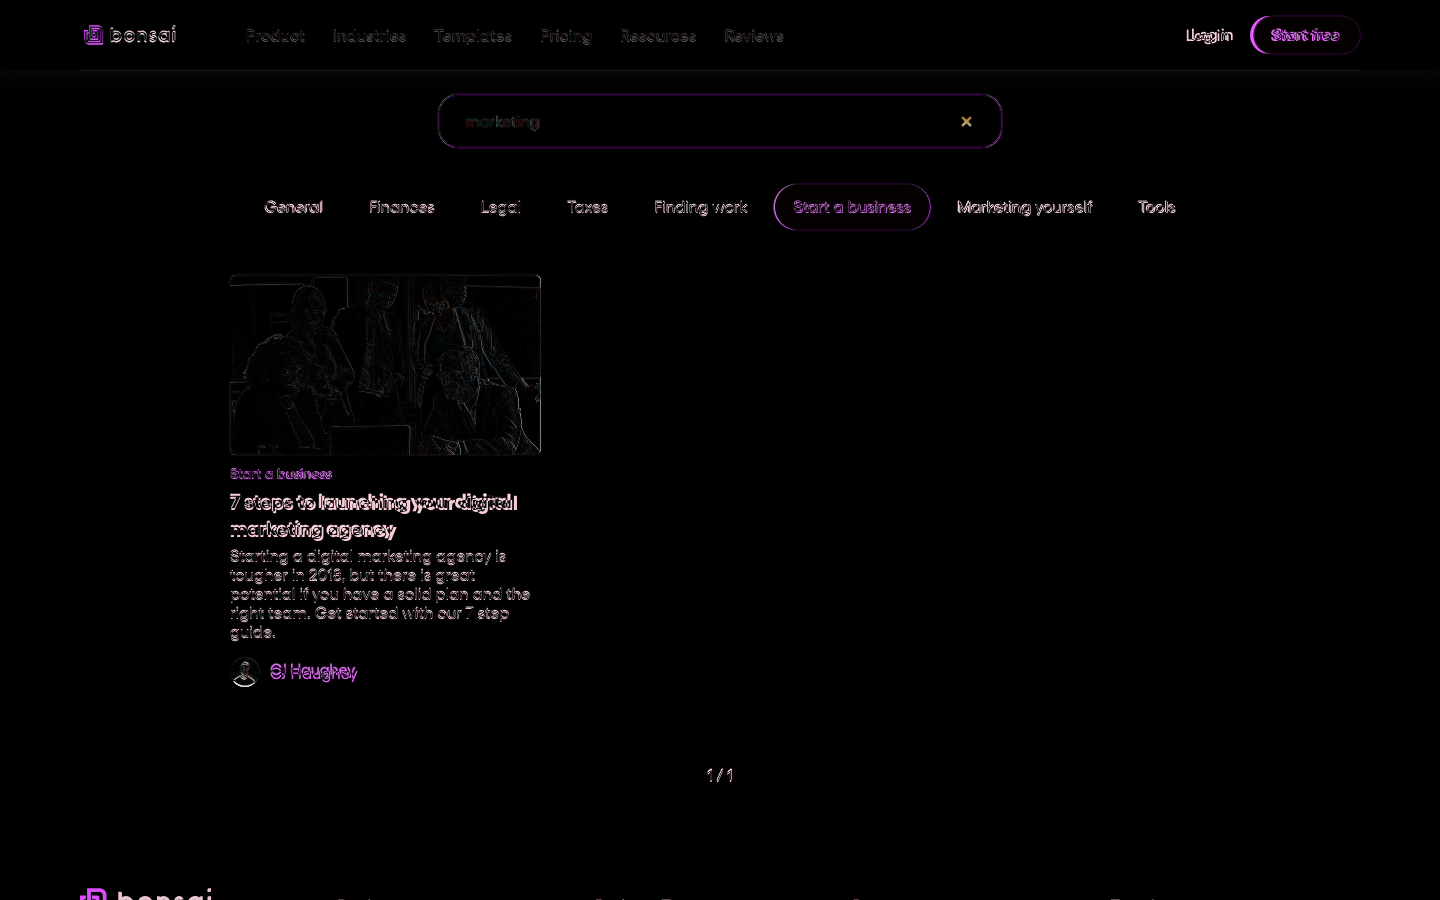 bonsai Product Industries Templates Pricing Resources Reviews Login Start free
marketing ×
General Finances Legal Taxes Finding work Start a business Marketing yourself Tools
Start a business
7 steps to launching your digital
marketing agency
Starting a digital marketing agency is
tougher in 2018, but there is great
potential if you have a solid plan and the
right team. Get started with our 7 step
guide.
CJ Haughey
1 / 1
bonsai